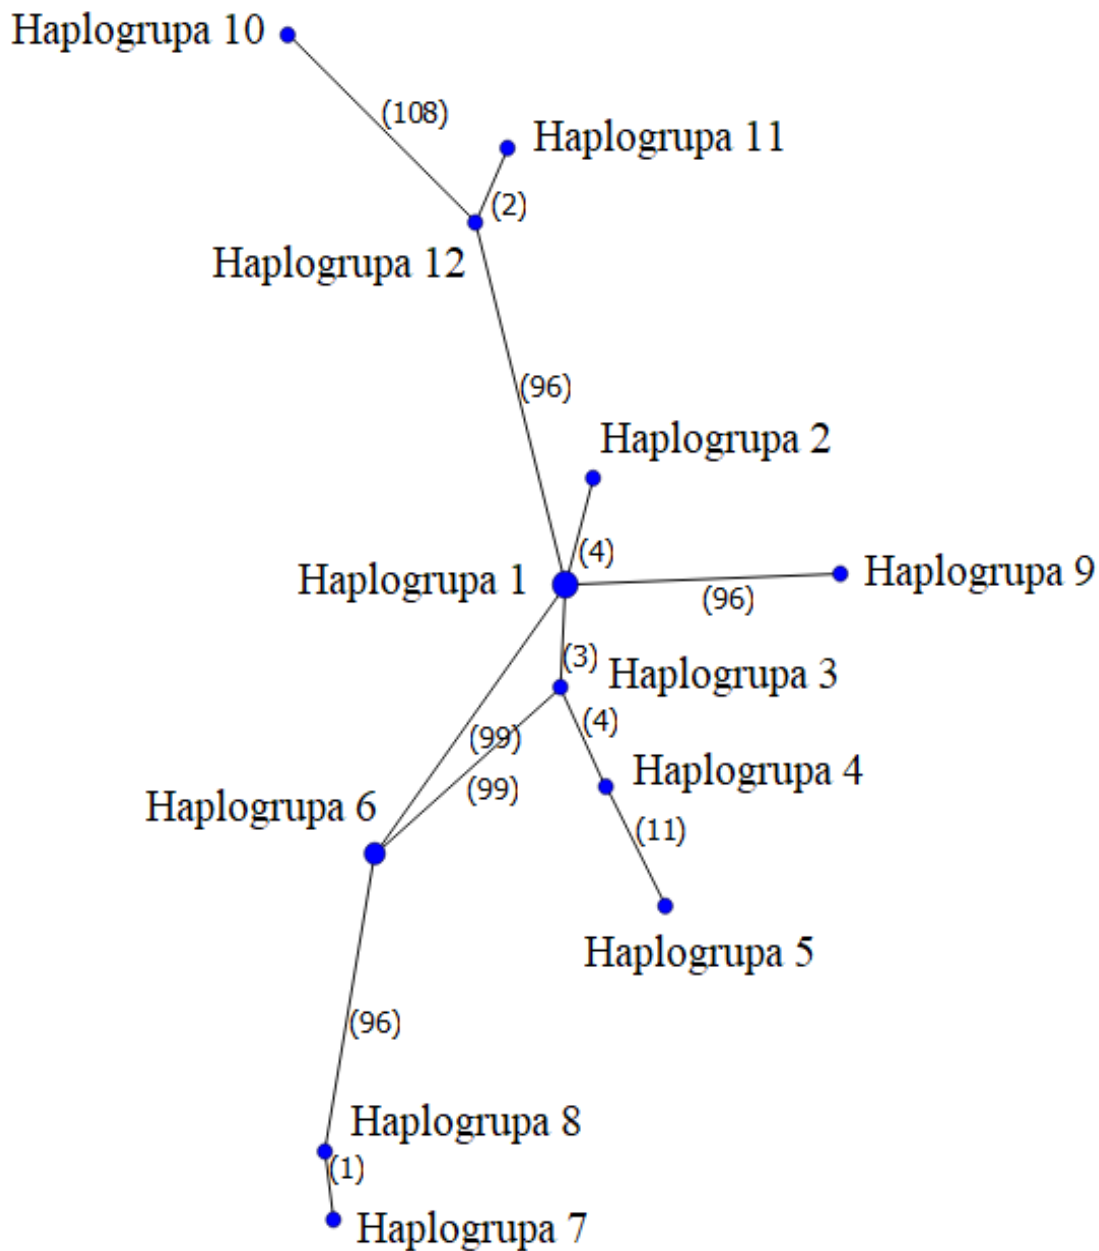 Haplogrupa 10
(108)
Haplogrupa 11
(2)
Haplogrupa 12
(96)
Haplogrupa 2
(4)
Haplogrupa 1
Haplogrupa 9
(96)
(3)
Haplogrupa 3
(4)
(99)
Haplogrupa 4
(99)
Haplogrupa 6
(11)
Haplogrupa 5
(96)
Haplogrupa 8
(1)
Haplogrupa 7